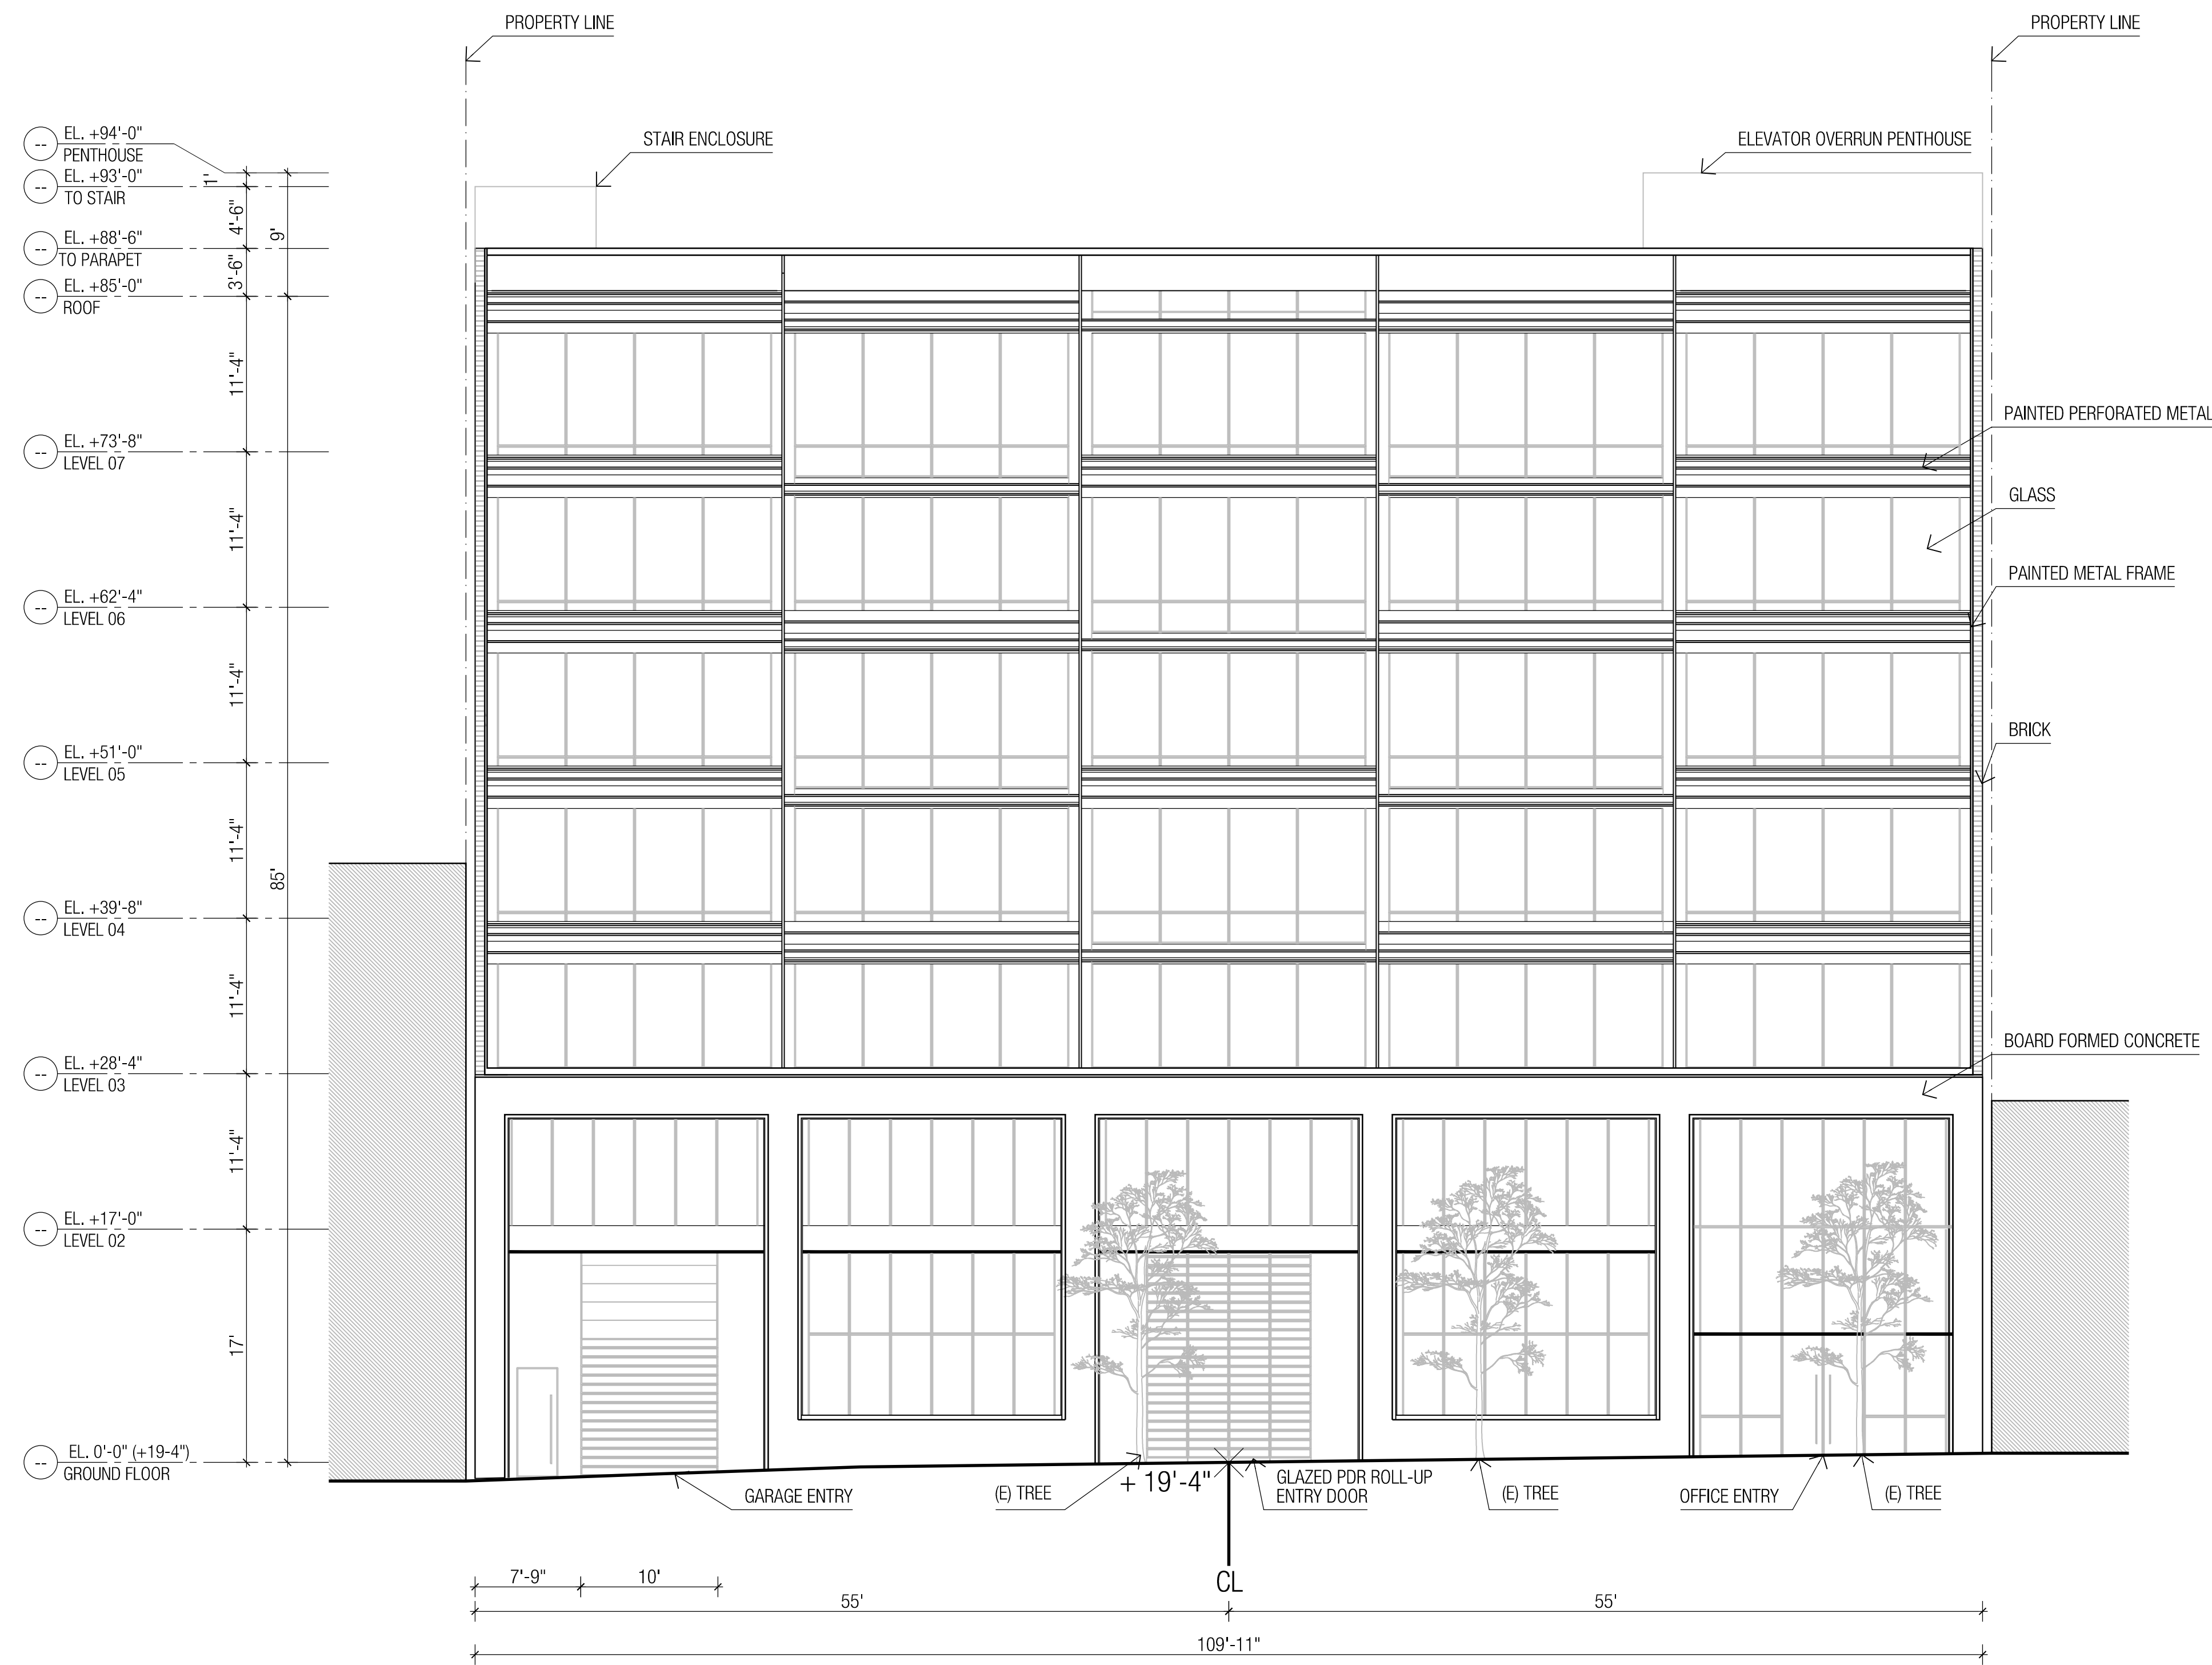 PROPERTY LINE
PROPERTY LINE
STAIR ENCLOSURE
ELEVATOR OVERRUN PENTHOUSE
-- EL. +94'-0"
PENTHOUSE
1'
-- EL. +93'-0"
TO STAIR
4'-6"
9'
-- EL. +88'-6"
TO PARAPET
3'-6"
-- EL. +85'-0"
ROOF
11'-4"
PAINTED PERFORATED METAL
-- EL. +73'-8"
LEVEL 07
GLASS
11'-4"
PAINTED METAL FRAME
-- EL. +62'-4"
LEVEL 06
11'-4"
BRICK
-- EL. +51'-0"
LEVEL 05
11'-4"
85'
-- EL. +39'-8"
LEVEL 04
11'-4"
BOARD FORMED CONCRETE
-- EL. +28'-4"
LEVEL 03
11'-4"
-- EL. +17'-0"
LEVEL 02
17'
-- EL. 0'-0" (+19-4")
GROUND FLOOR
GARAGE ENTRY
(E) TREE
+ 19'-4"
GLAZED PDR ROLL-UP
ENTRY DOOR
(E) TREE
OFFICE ENTRY
(E) TREE
7'-9"
10'
CL
55'
55'
109'-11"